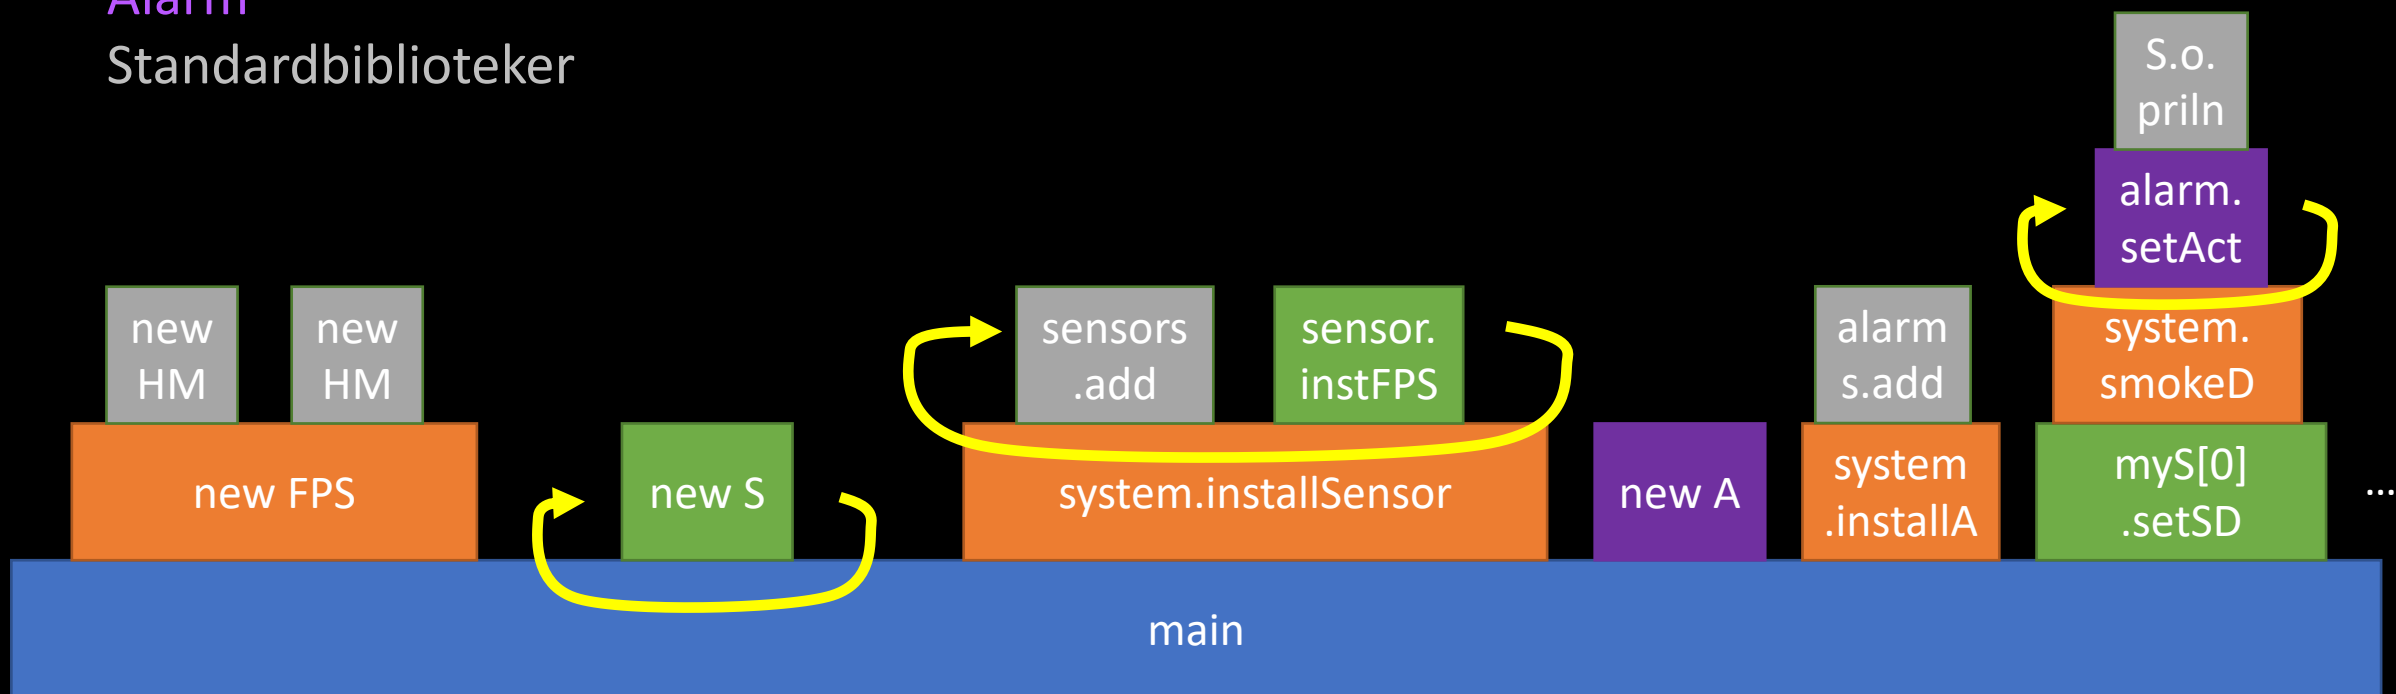 Alarm
Standardbiblioteker
S.o.
priln
alarm.
setAct
new
HM
new
HM
sensors
.add
sensor.
instFPS
alarm
s.add
system.
smokeD
new FPS
new S
system.installSensor
new A
system
.installA
myS[0]
.setSD
...
main